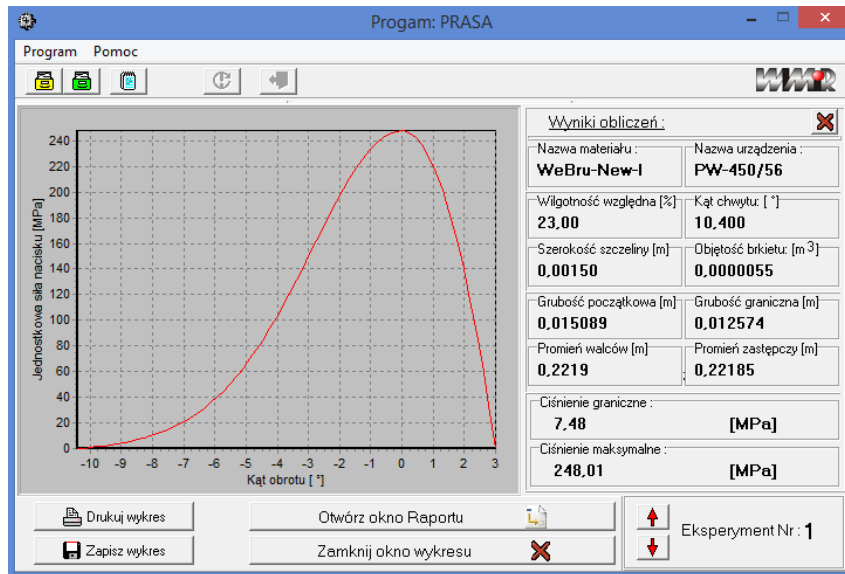 Progam: PRASA
Program Pomoc
WMR
Jednostkowa siła nacisku [MPa]
240
220
200
180
160
140
120
100
80
60
40
20
0
-10 -9 -8 -7 -6 -5 -4 -3 -2 -1 0 1 2 3
Kąt obrotu [ °]
Wyniki obliczeń :
Nazwa materiału : Nazwa urządzenia :
WeBru-New-I PW-450/56
Wilgotność względna [%] Kąt chwytu: [ °]
23,00 10,400
Szerokość szczeliny [m] Objętość brkietu: [m 3]
0,00150 0,0000055
Grubość początkowa [m] Grubość graniczna [m]
0,015089 0,012574
Promień walców [m] Promień zastępczy [m]
0,2219 0,22185
Ciśnienie graniczne :
7,48 [MPa]
Ciśnienie maksymalne :
248,01 [MPa]
Drukuj wykres Otwórz okno Raportu
Zapisz wykres Zamknij okno wykresu
Eksperyment Nr : 1